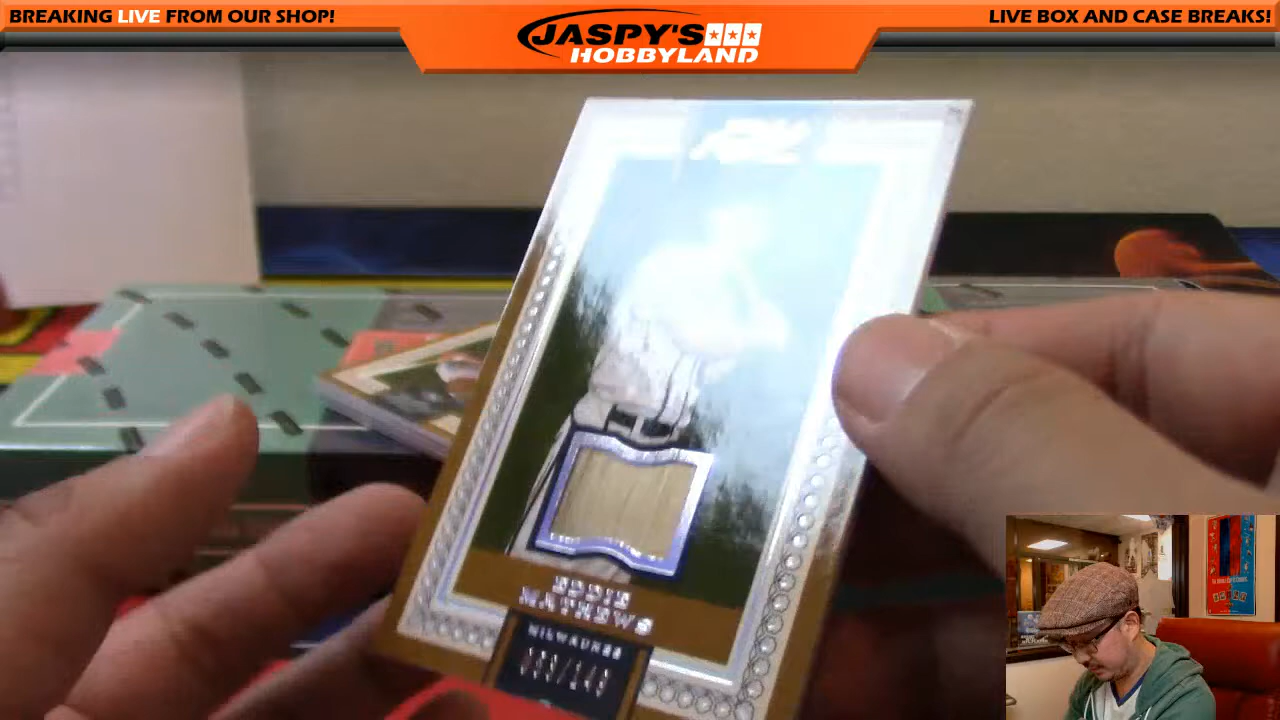 BREAKING LIVE FROM OUR SHOP!
JASPY'S
HOBBYLAND
LIVE BOX AND CASE BREAKS!
EDDIE
MATHEWS
MILWAUKEE